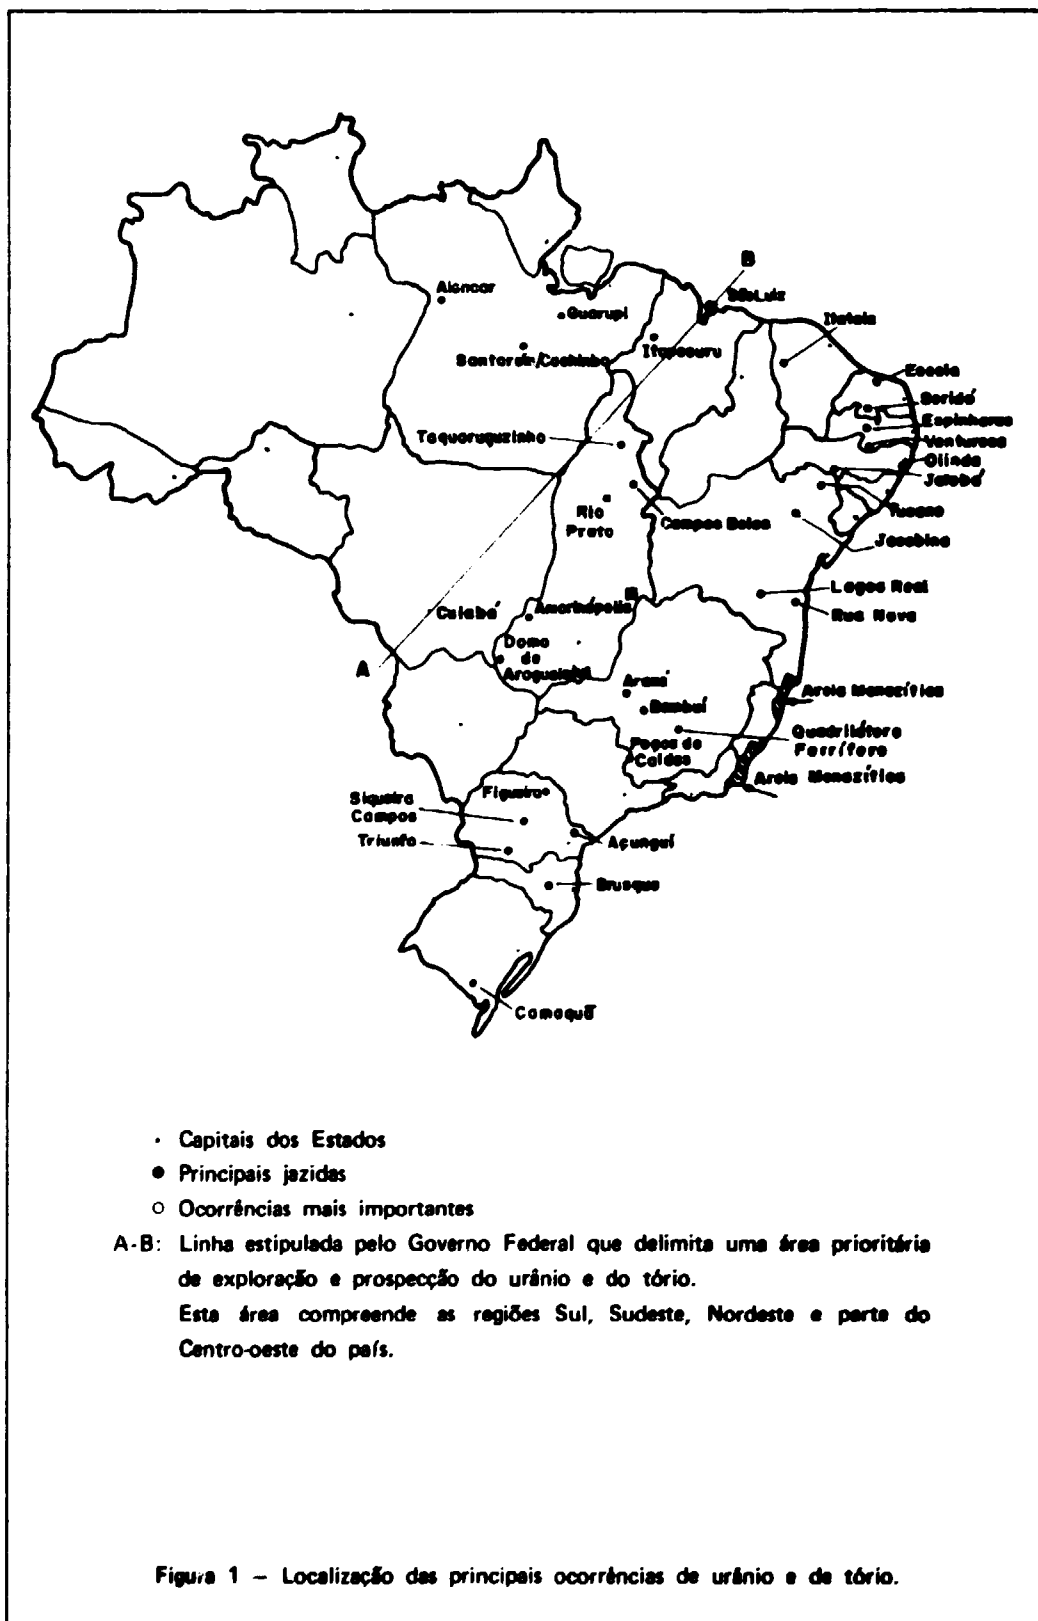 B
São Luiz
Alencar
Guarupi
Itataia
Itapecuru
Escola
Seridó
Espinharas
Venturosa
Olinda
Jatobá
Tucano
Taquaruçuzinho
Rio
Preto
Campos Belos
Jacobina
Lagoa Real
Rua Nova
Cuiabá
Amorinópolis
Domo
de
Araguainha
A
Araxá
Bambuí
Areia Monazítica
Quadrilátero
Ferrífero
Poços de
Caldas
Areia Monazítica
Figueira
Siqueira
Campos
Triunfo
Açunguí
Brusque
Camaquã
· Capitais dos Estados
● Principais jazidas
○ Ocorrências mais importantes
A-B: Linha estipulada pelo Governo Federal que delimita uma área prioritária
de exploração e prospecção do urânio e do tório.
Esta área compreende as regiões Sul, Sudeste, Nordeste e parte do
Centro-oeste do país.
Figura 1 – Localização das principais ocorrências de urânio e de tório.